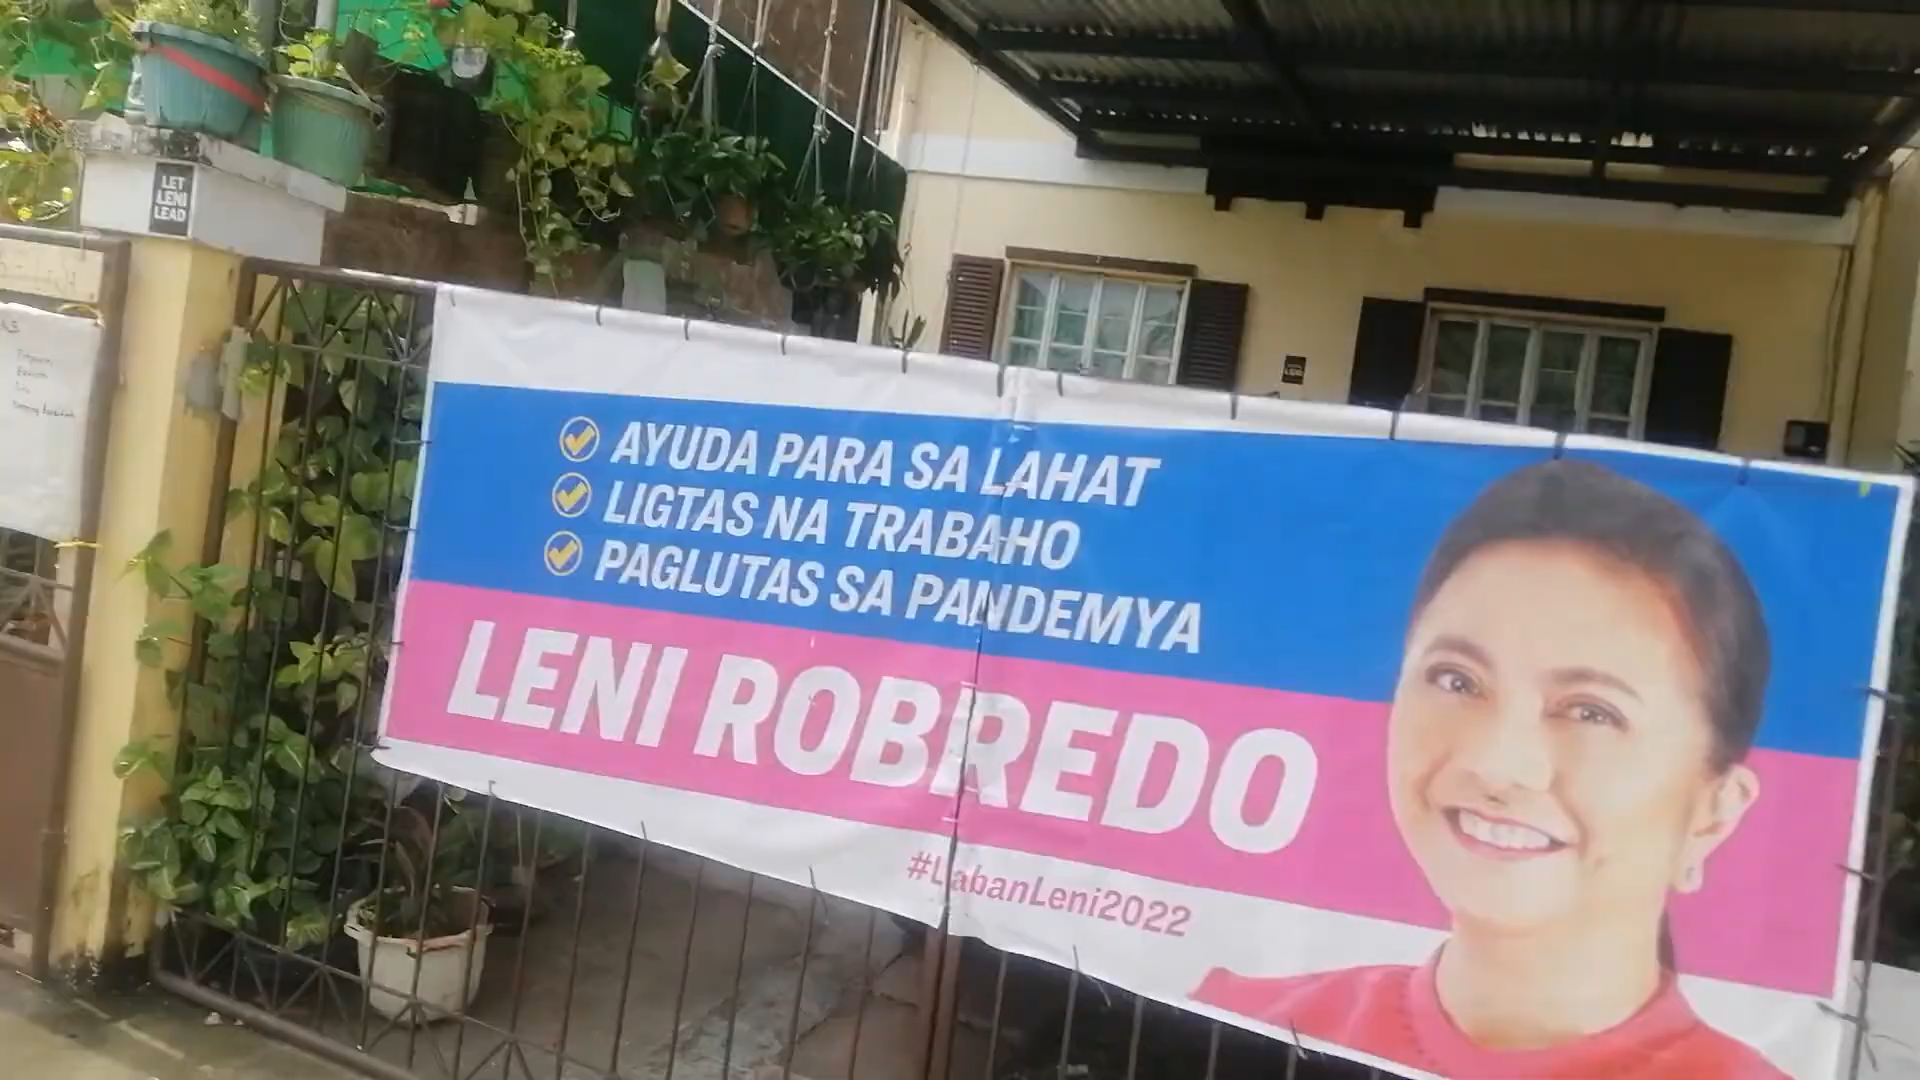 LET
LENI
LEAD
AYUDA PARA SA LAHAT
LIGTAS NA TRABAHO
PAGLUTAS SA PANDEMYA
LENI ROBREDO
#LabanLeni2022